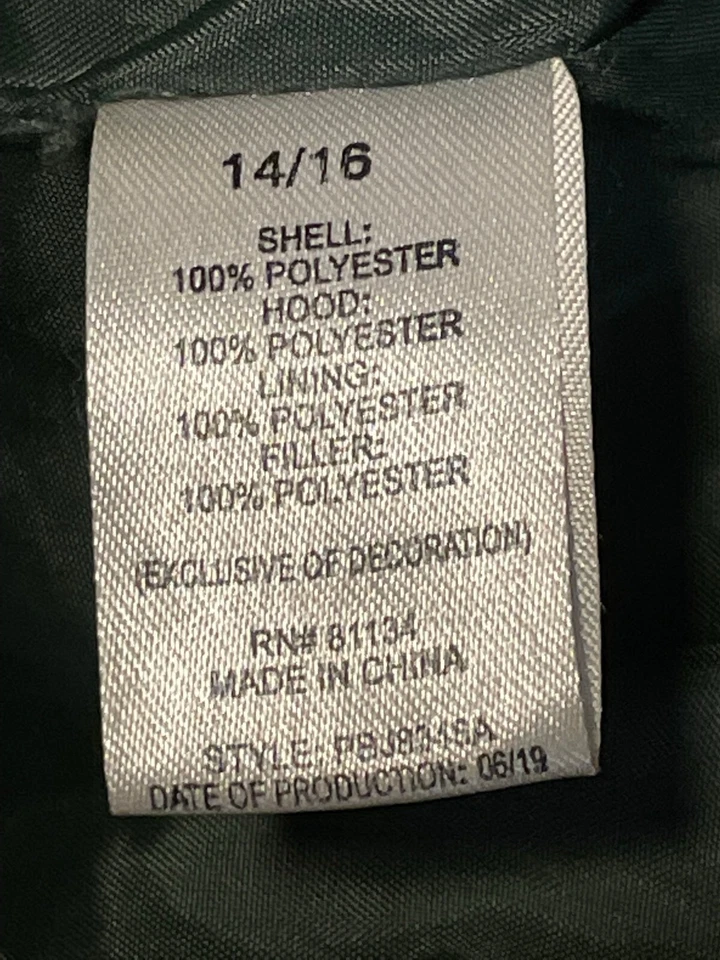 14/16
SHELL:
100% POLYESTER
HOOD:
100% POLYESTER
LINING:
100% POLYESTER
FILLER:
100% POLYESTER
(EXCLUSIVE OF DECORATION)
RN# 81134
MADE IN CHINA
STYLE:
DATE OF PRODUCTION: 06/19